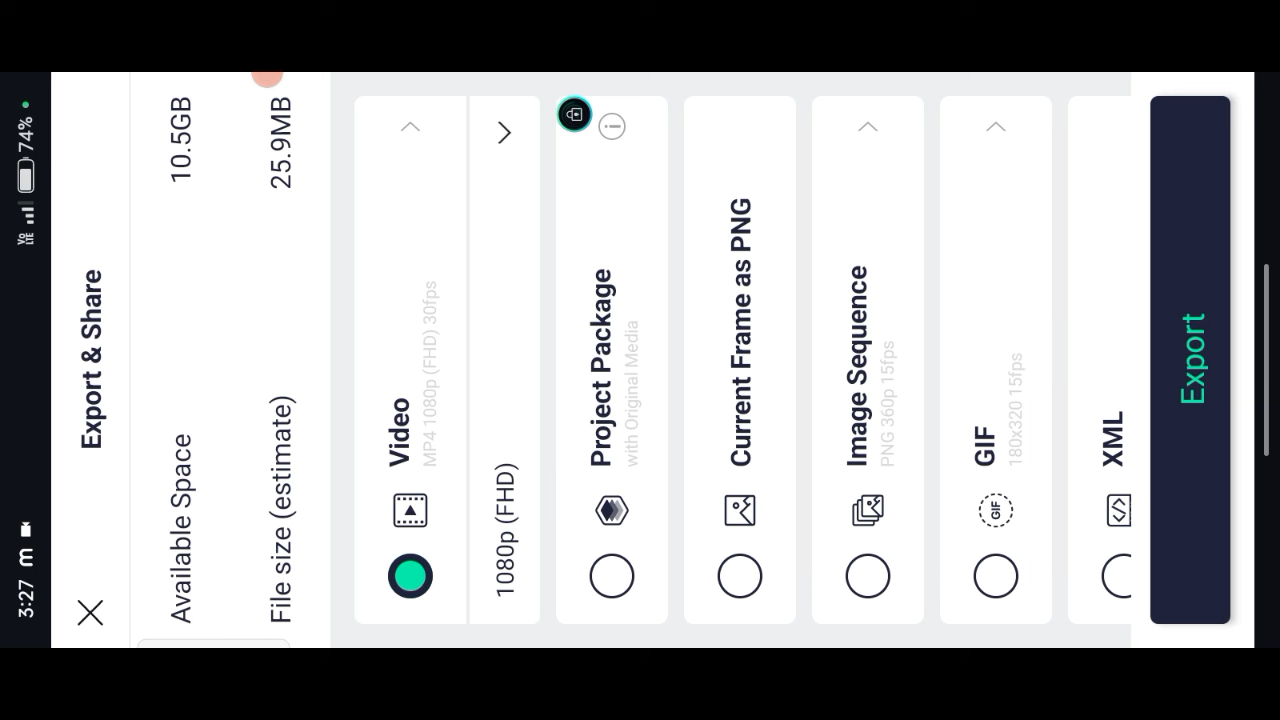 3:27
Vo
LTE
74%
Export & Share
Available Space
10.5GB
File size (estimate)
25.9MB
Video
MP4 1080p (FHD) 30fps
1080p (FHD)
Project Package
with Original Media
Current Frame as PNG
Image Sequence
PNG 360p 15fps
GIF
GIF
180x320 15fps
XML
Export